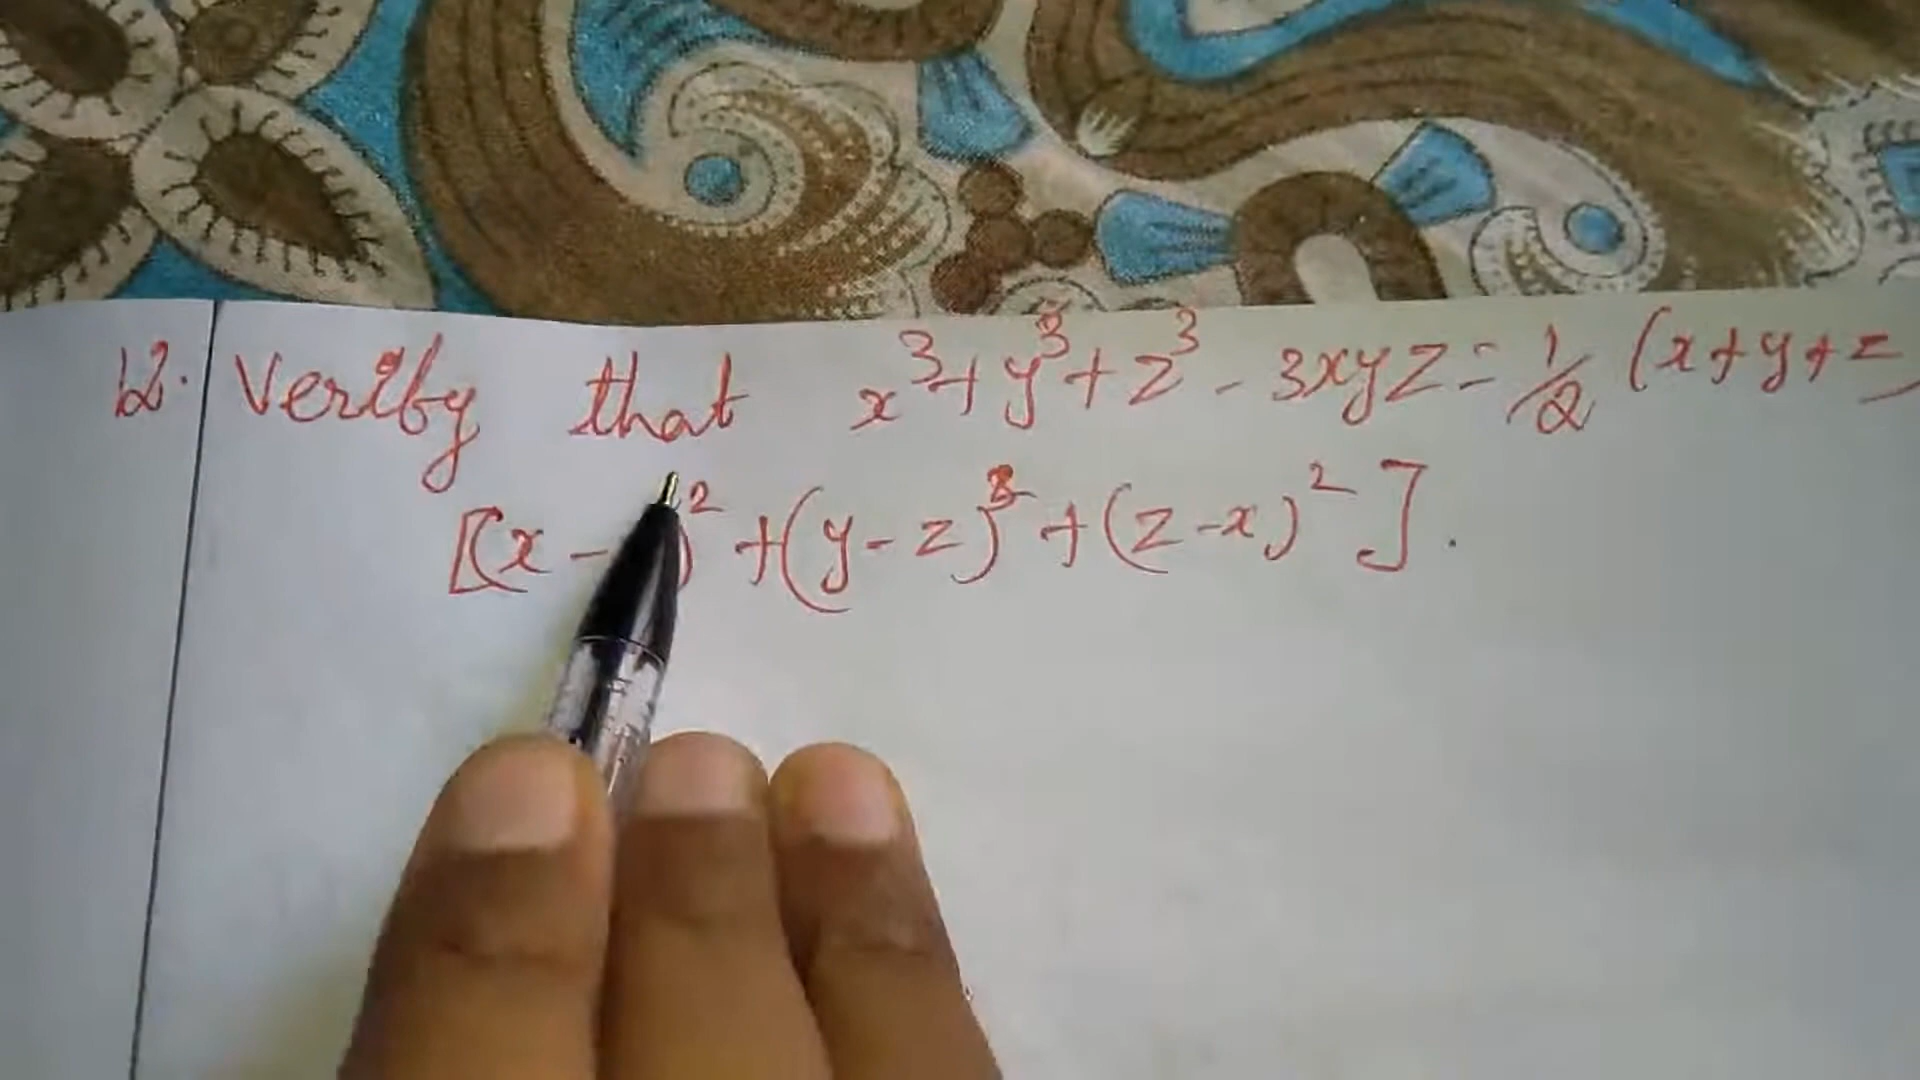 12. Verify that x³ + y³ + z³ - 3xyz = 1/2 (x+y+z)
[(x - )² + (y - z)² + (z - x)²].